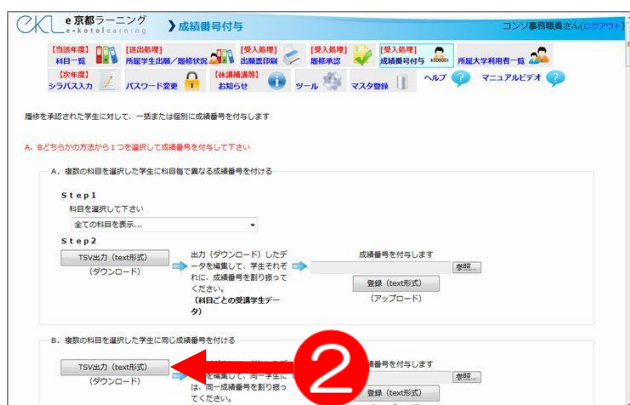 e京都ラーニング
e-kotolearning
成績番号付与
コンソ事務職員さん(ログアウト)
【当該年度】
科目一覧
【送出処理】
所属学生出願/履修状況
【受入処理】
出願票印刷
【受入処理】
履修承認
【受入処理】
成績番号付与
所属大学利用者一覧
【次年度】
シラバス入力
パスワード変更
【休講補講等】
お知らせ
ツール
マスタ登録
ヘルプ
マニュアルビデオ
履修を承認された学生に対して、一括または個別に成績番号を付与します
A、Bどちらかの方法から1つを選択して成績番号を付与して下さい
A、複数の科目を選択した学生に科目毎で異なる成績番号を付ける
Step1
科目を選択して下さい
全ての科目を表示...
Step2
TSV出力 (text形式)
(ダウンロード)
出力(ダウンロード)したデ
ータを編集して、学生それぞ
れに、成績番号を割り振って
ください。
(科目ごとの受講学生デー
タ)
成績番号を付与します
参照...
登録 (text形式)
(アップロード)
B、複数の科目を選択した学生に同じ成績番号を付ける
TSV出力 (text形式)
(ダウンロード)
を編集して、同一学生に
は、同一成績番号を割り振っ
てください。
2
績番号を付与します
参照...
登録 (text形式)